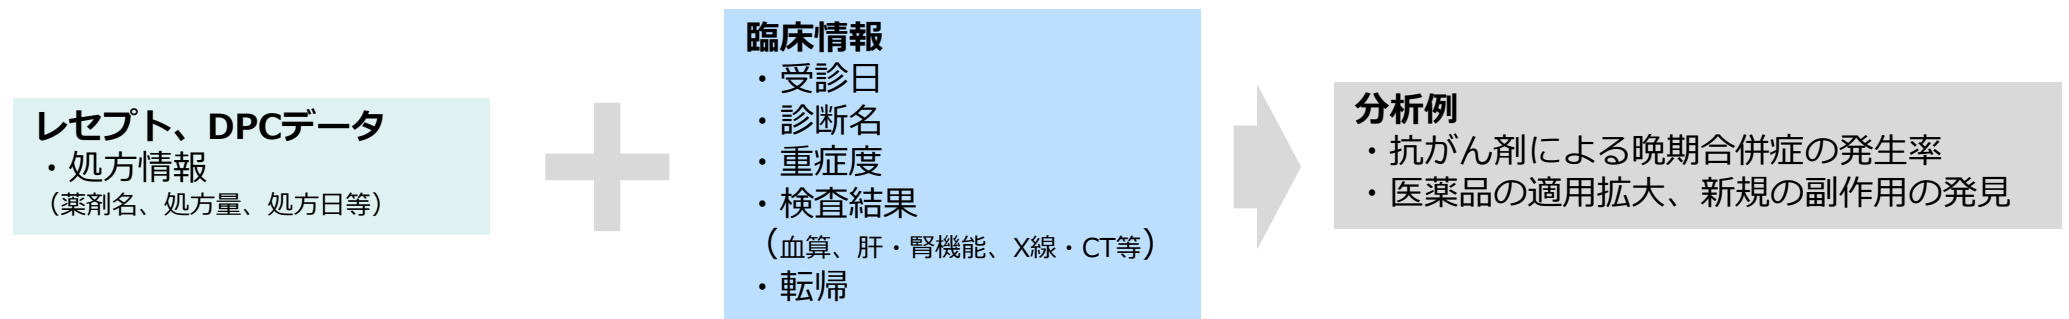 レセプト、DPCデータ
・処方情報
（薬剤名、処方量、処方日等）
臨床情報
・受診日
・診断名
・重症度
・検査結果
（血算、肝・腎機能、X線・CT等）
・転帰
分析例
・抗がん剤による晩期合併症の発生率
・医薬品の適用拡大、新規の副作用の発見